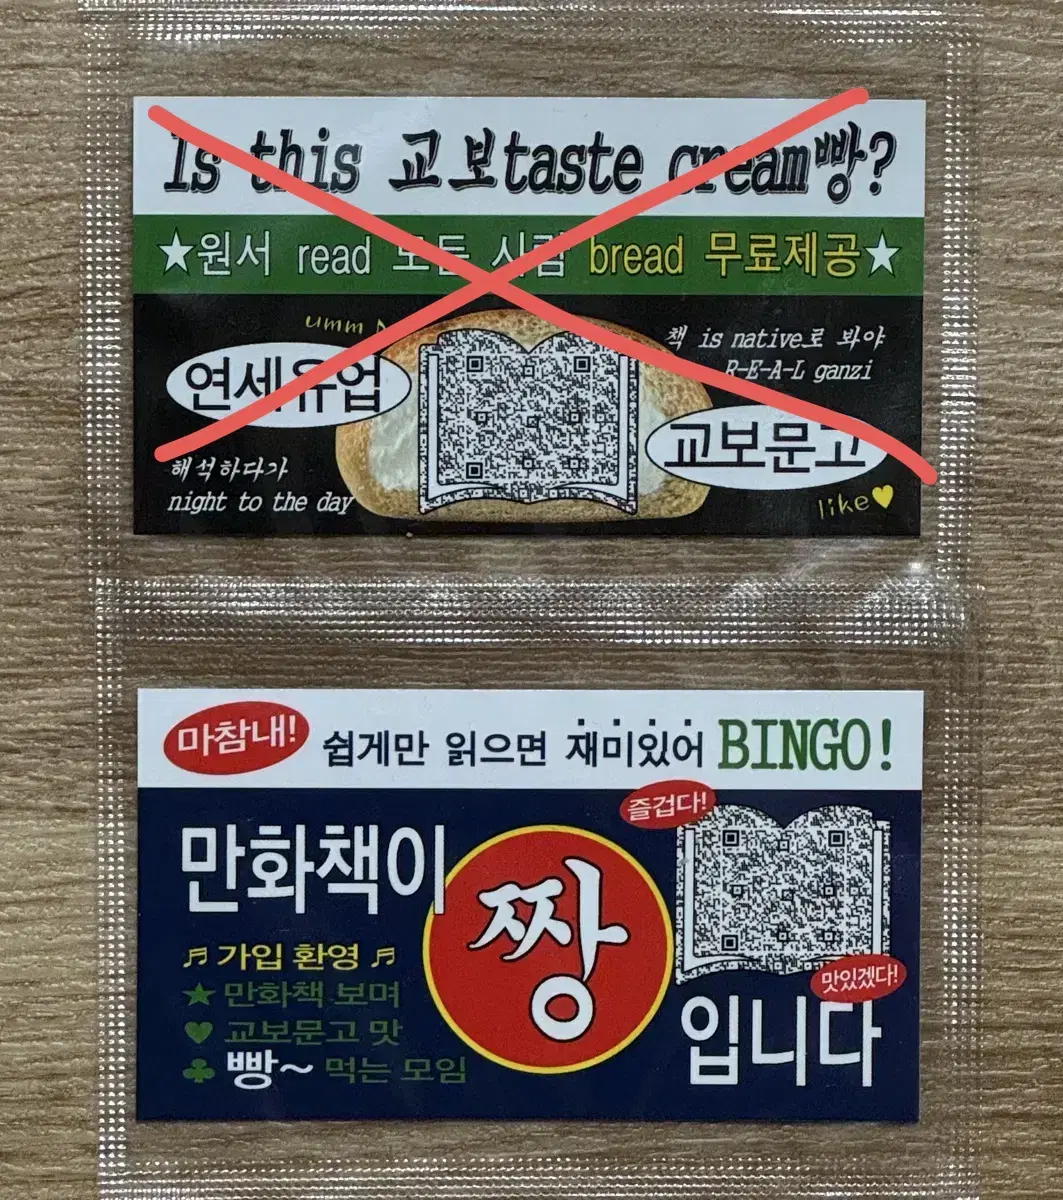 Is this 교보taste cream빵?
★원서 read 모든 사람 bread 무료제공★
umm
연세유업
책 is native로 봐야
R-E-A-L ganzi
교보문고
해석하다가
night to the day
like♥
마참내!
쉽게만 읽으면 재미있어 BINGO!
즐겁다!
만화책이
짱
입니다
맛있겠다!
♬ 가입 환영 ♬
★ 만화책 보며
♥ 교보문고 맛
♣ 빵~ 먹는 모임